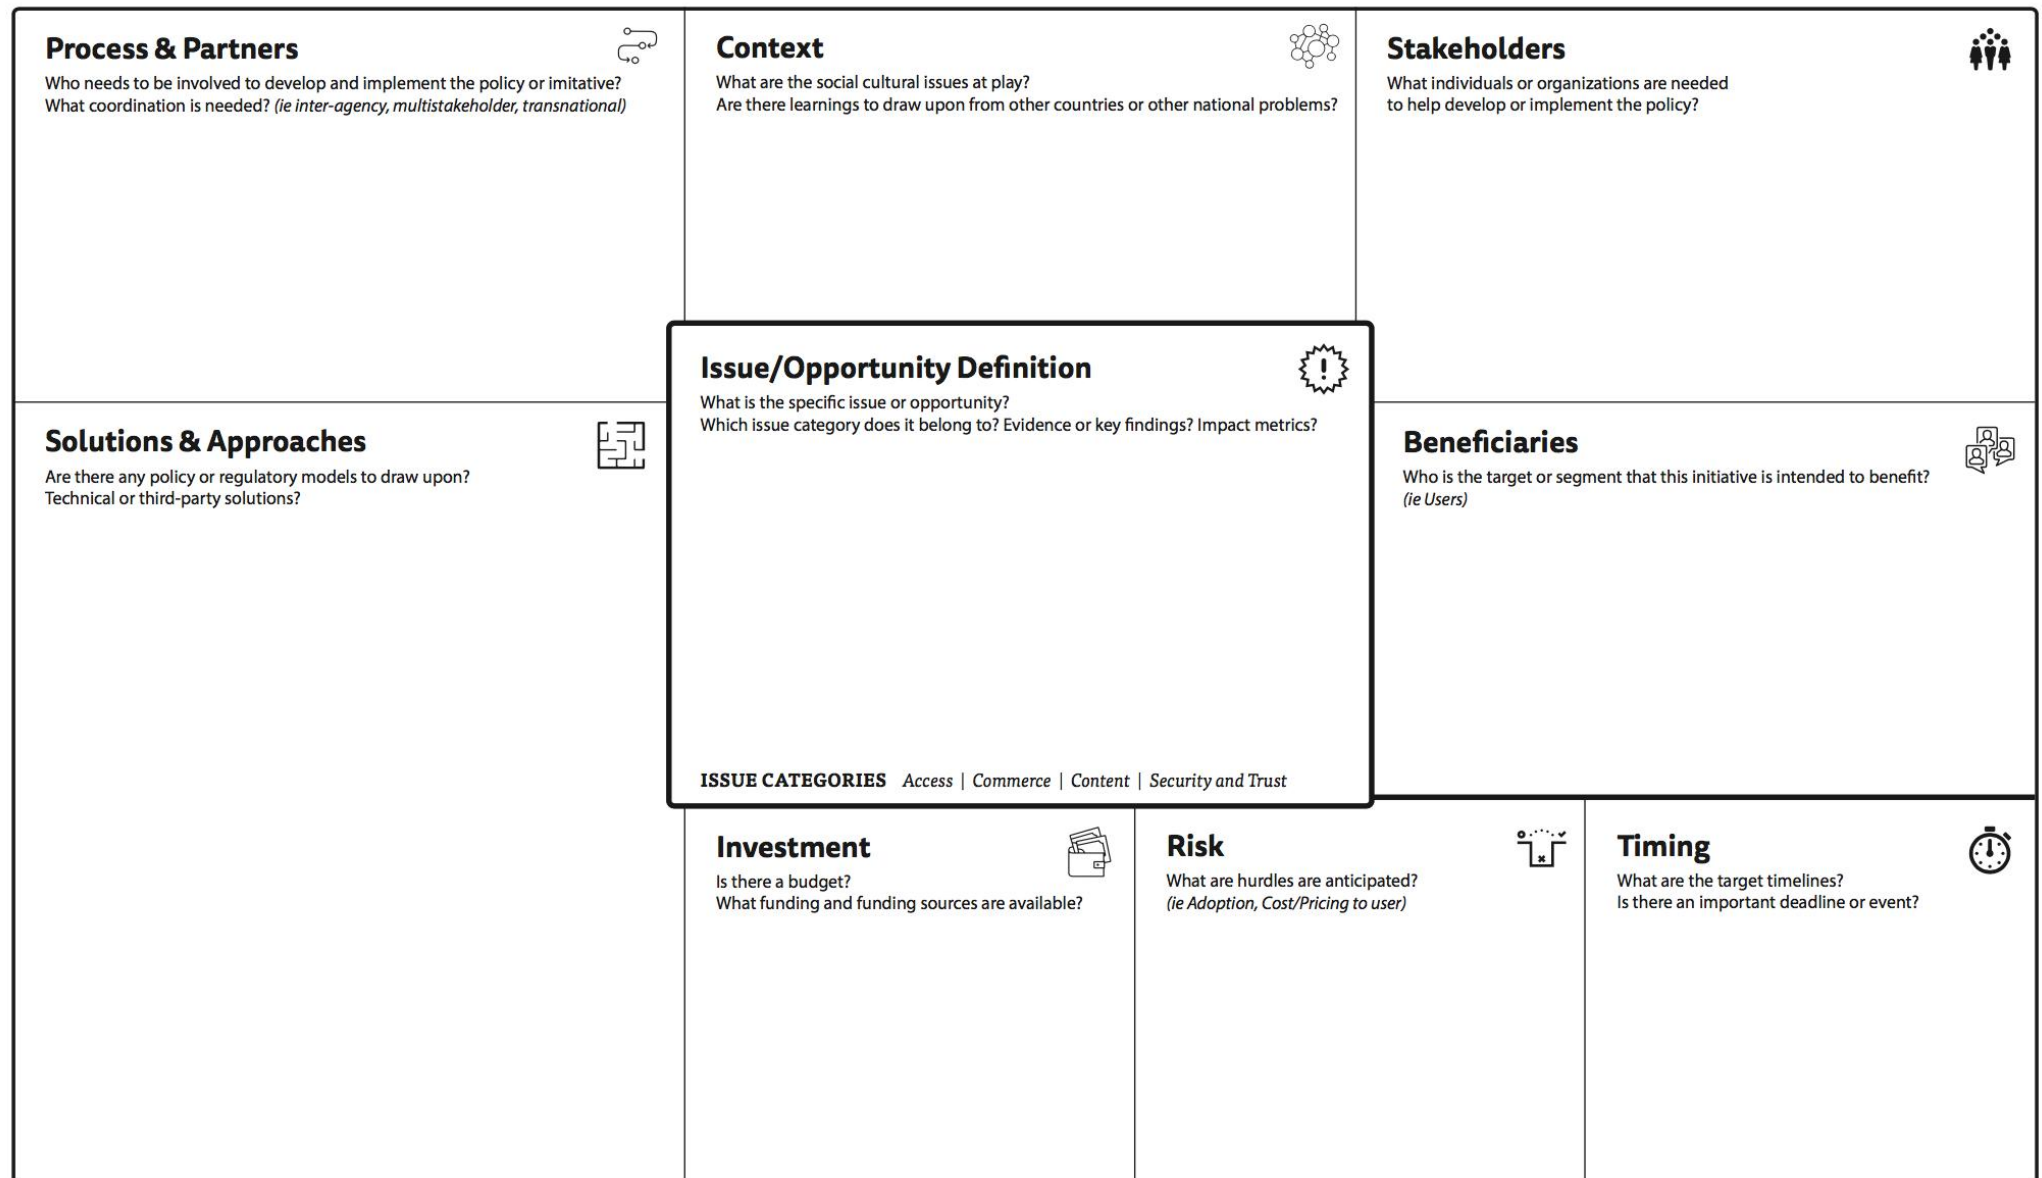 Process & Partners
Who needs to be involved to develop and implement the policy or imitative?
What coordination is needed? (ie inter-agency, multistakeholder, transnational)
Context
What are the social cultural issues at play?
Are there learnings to draw upon from other countries or other national problems?
Stakeholders
What individuals or organizations are needed
to help develop or implement the policy?
Issue/Opportunity Definition
What is the specific issue or opportunity?
Which issue category does it belong to? Evidence or key findings? Impact metrics?
ISSUE CATEGORIES Access | Commerce | Content | Security and Trust
Solutions & Approaches
Are there any policy or regulatory models to draw upon?
Technical or third-party solutions?
Beneficiaries
Who is the target or segment that this initiative is intended to benefit?
(ie Users)
Investment
Is there a budget?
What funding and funding sources are available?
Risk
What are hurdles are anticipated?
(ie Adoption, Cost/Pricing to user)
Timing
What are the target timelines?
Is there an important deadline or event?